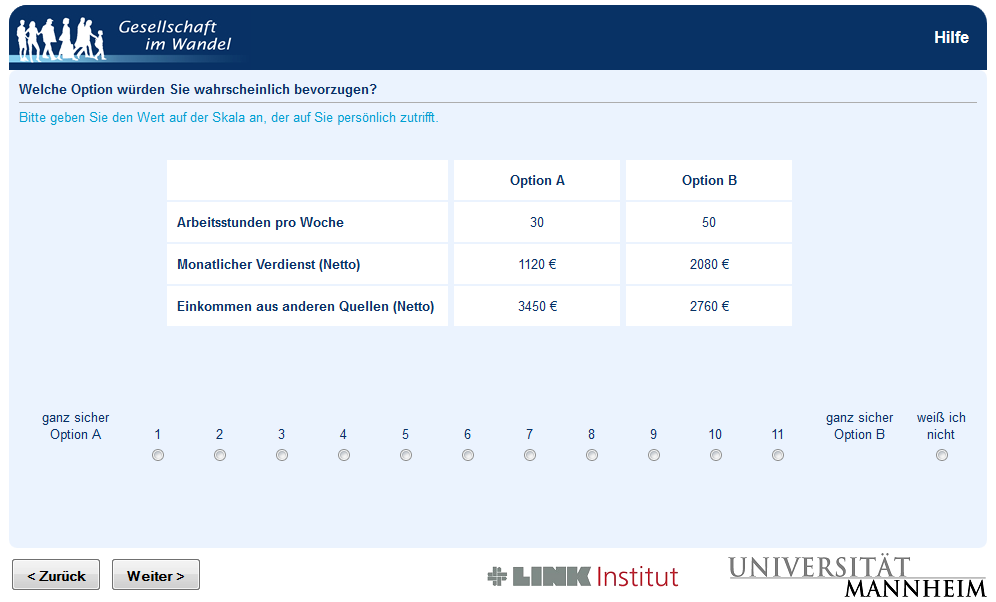 Gesellschaft
im Wandel
Hilfe
Welche Option würden Sie wahrscheinlich bevorzugen?
Bitte geben Sie den Wert auf der Skala an, der auf Sie persönlich zutrifft.
Option A Option B
Arbeitsstunden pro Woche 30 50
Monatlicher Verdienst (Netto) 1120 € 2080 €
Einkommen aus anderen Quellen (Netto) 3450 € 2760 €
ganz sicher ganz sicher weiß ich
Option A 1 2 3 4 5 6 7 8 9 10 11 Option B nicht
< Zurück Weiter > LINK Institut UNIVERSITÄT
MANNHEIM